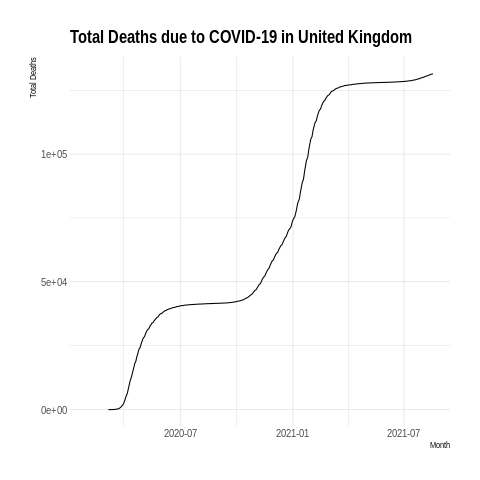 Total Deaths due to COVID-19 in United Kingdom
Total Deaths
1e+05
5e+04
0e+00
2020-07 2021-01 2021-07
Month